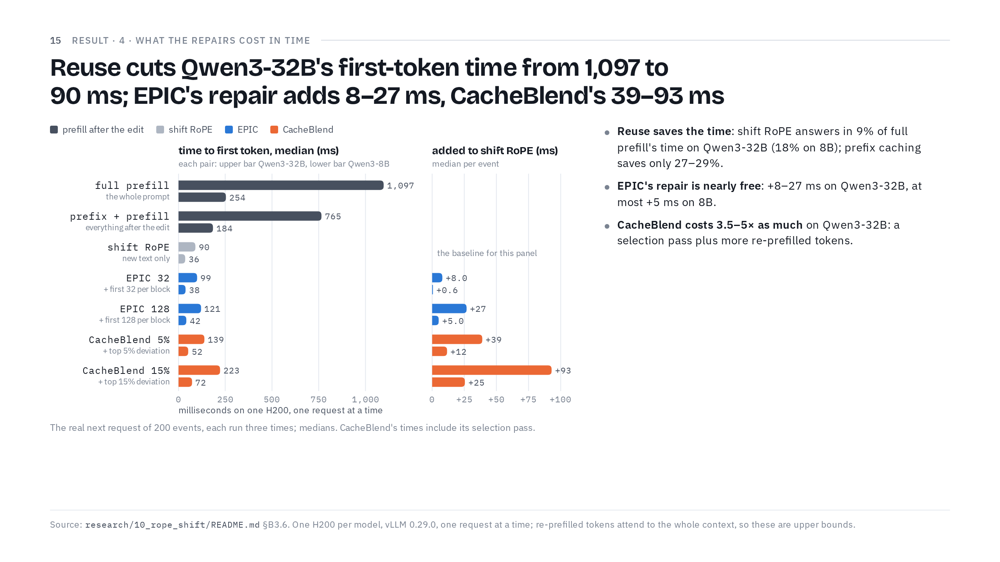 15 RESULT · 4 · WHAT THE REPAIRS COST IN TIME
Reuse cuts Qwen3-32B's first-token time from 1,097 to
90 ms; EPIC's repair adds 8–27 ms, CacheBlend's 39–93 ms
prefill after the edit
shift RoPE
EPIC
CacheBlend
time to first token, median (ms)
each pair: upper bar Qwen3-32B, lower bar Qwen3-8B
added to shift RoPE (ms)
median per event
full prefill
the whole prompt
1,097
254
prefix + prefill
everything after the edit
765
184
shift RoPE
new text only
90
36
the baseline for this panel
EPIC 32
+ first 32 per block
99
38
+8.0
+0.6
EPIC 128
+ first 128 per block
121
42
+27
+5.0
CacheBlend 5%
+ top 5% deviation
139
52
+39
+12
CacheBlend 15%
+ top 15% deviation
223
72
+93
+25
0 250 500 750 1,000
0 +25 +50 +75 +100
milliseconds on one H200, one request at a time
The real next request of 200 events, each run three times; medians. CacheBlend's times include its selection pass.
Reuse saves the time: shift RoPE answers in 9% of full
prefill's time on Qwen3-32B (18% on 8B); prefix caching
saves only 27–29%.
EPIC's repair is nearly free: +8–27 ms on Qwen3-32B, at
most +5 ms on 8B.
CacheBlend costs 3.5–5× as much on Qwen3-32B: a
selection pass plus more re-prefilled tokens.
Source: research/10_rope_shift/README.md §B3.6. One H200 per model, vLLM 0.29.0, one request at a time; re-prefilled tokens attend to the whole context, so these are upper bounds.